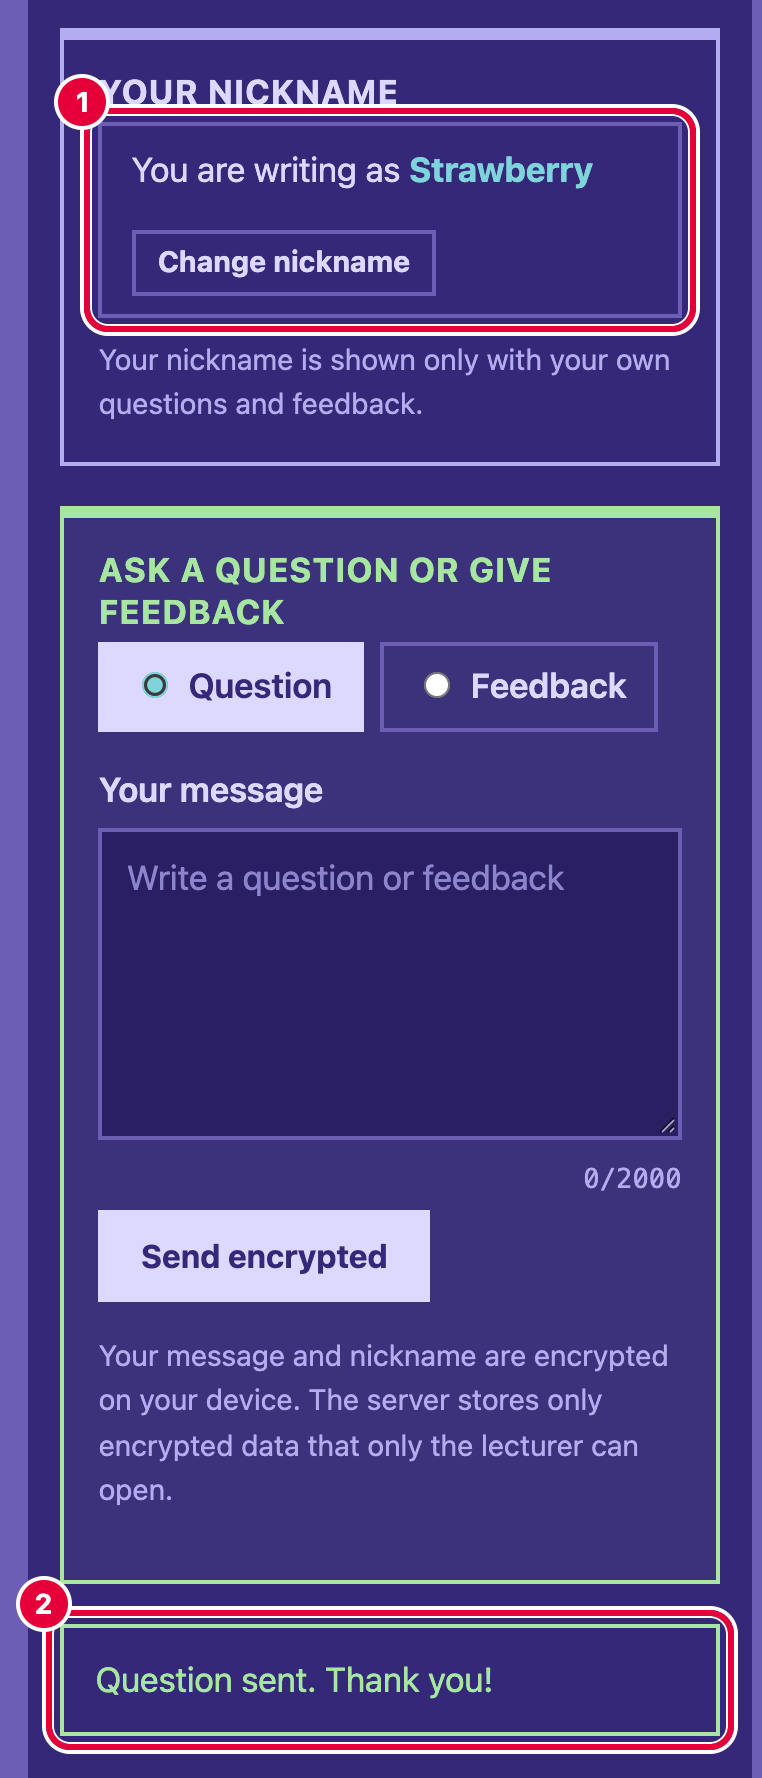 YOUR NICKNAME
1
You are writing as Strawberry
Change nickname
Your nickname is shown only with your own
questions and feedback.
ASK A QUESTION OR GIVE
FEEDBACK
Question
Feedback
Your message
Write a question or feedback
0/2000
Send encrypted
Your message and nickname are encrypted
on your device. The server stores only
encrypted data that only the lecturer can
open.
2
Question sent. Thank you!